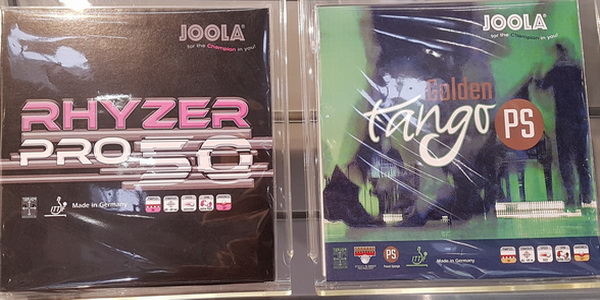 JOOLA
for the Champion in you!
RHYZER
PRO 50
Made in Germany
JOOLA
for the Champion in you!
Golden
Tango
PS
PS
Made in Germany